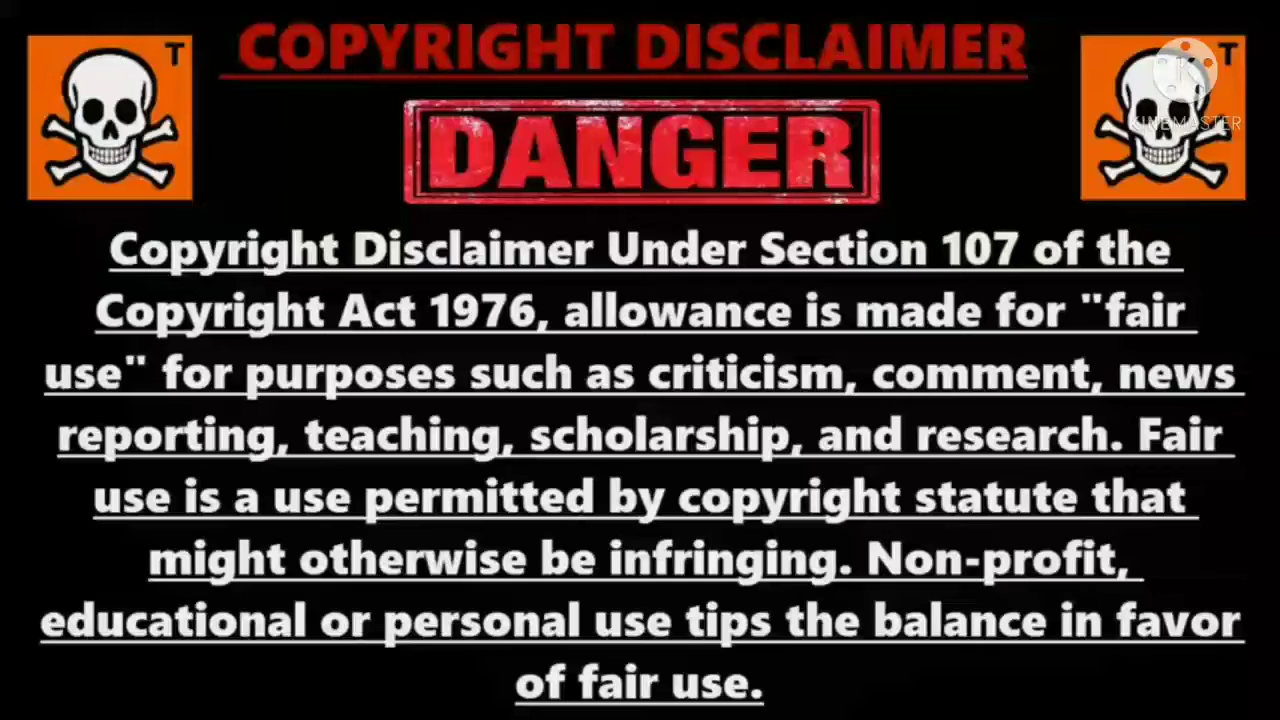 T
COPYRIGHT DISCLAIMER
T
KINEMASTER
DANGER
Copyright Disclaimer Under Section 107 of the
Copyright Act 1976, allowance is made for "fair
use" for purposes such as criticism, comment, news
reporting, teaching, scholarship, and research. Fair
use is a use permitted by copyright statute that
might otherwise be infringing. Non-profit,
educational or personal use tips the balance in favor
of fair use.